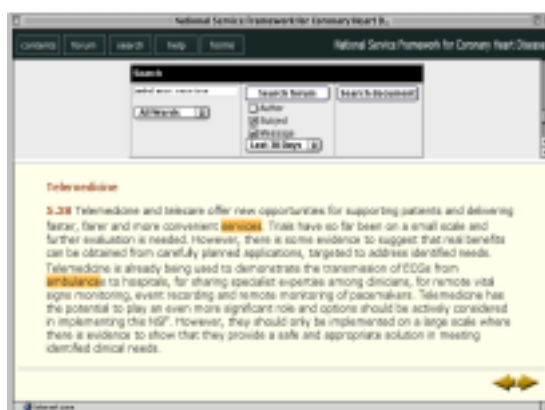 National Service Framework for Coronary Heart D..
contents forum search help home National Service Framework for Coronary Heart Disease
Search
Search forum Search document
All Words Author
Subject
Message
Last 30 Days
Telemedicine
5.28 Telemedicine and telecare offer new opportunities for supporting patients and delivering
faster, fairer and more convenient services. Trials have so far been on a small scale and
further evaluation is needed. However, there is some evidence to suggest that real benefits
can be obtained from carefully planned applications, targeted to address identified needs.
Telemedicine is already being used to demonstrate the transmission of ECGs from
ambulances to hospitals, for sharing specialist expertise among clinicians, for remote vital
signs monitoring, event recording and remote monitoring of pacemakers. Telemedicine has
the potential to play an even more significant role and options should be actively considered
in implementing this NSF. However, they should only be implemented on a large scale where
there is evidence to show that they provide a safe and appropriate solution in meeting
identified clinical needs.
Internet zone